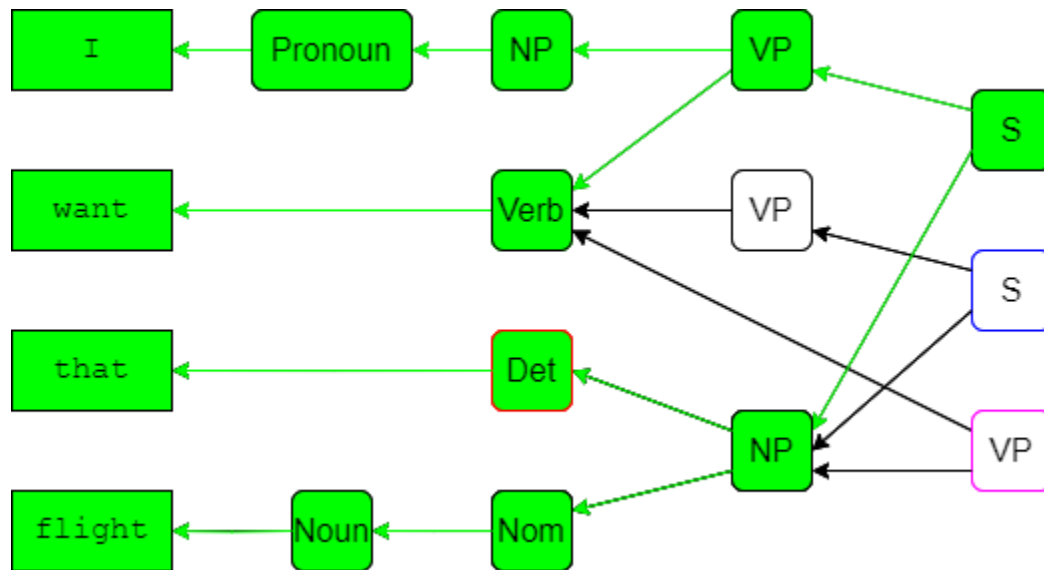 I Pronoun NP VP
S
want Verb VP
S
that Det
NP VP
flight Noun Nom